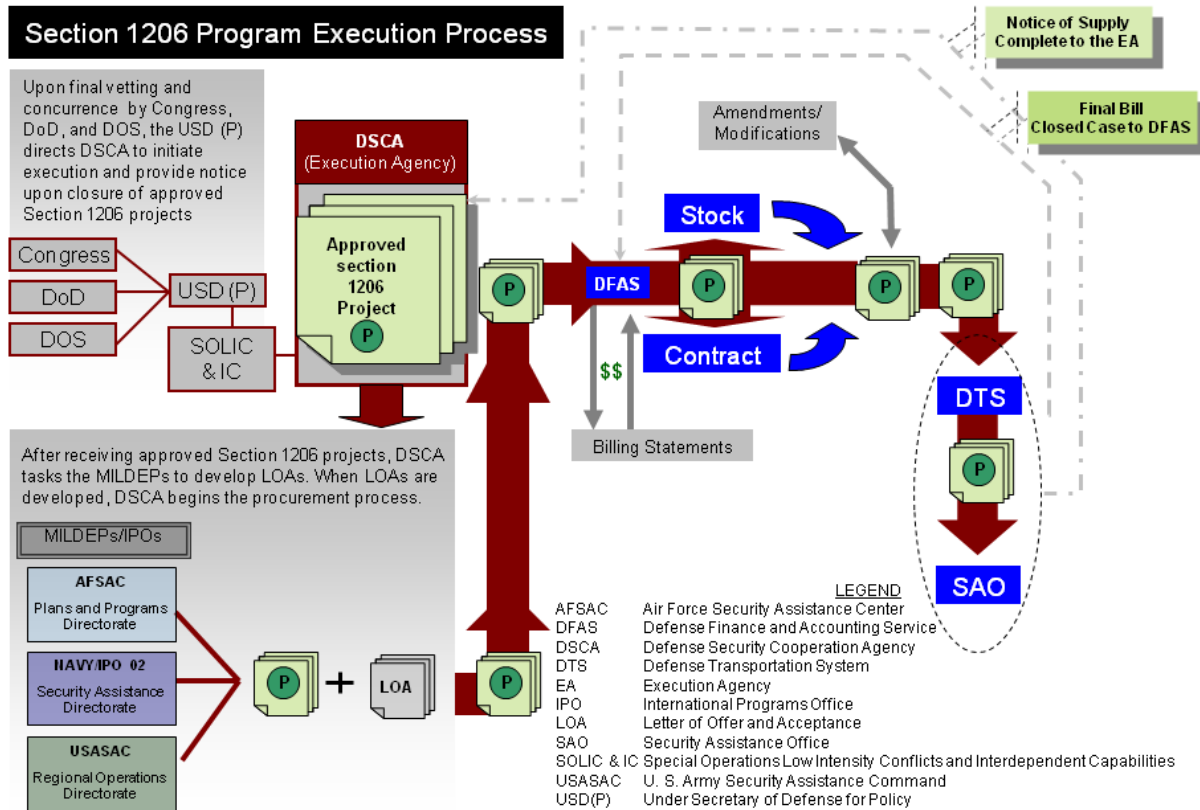 Section 1206 Program Execution Process
Notice of Supply
Complete to the EA
Final Bill
Closed Case to DFAS
Upon final vetting and
concurrence by Congress,
DoD, and DOS, the USD (P)
directs DSCA to initiate
execution and provide notice
upon closure of approved
Section 1206 projects
Congress
DoD
DOS
USD (P)
SOLIC
& IC
DSCA
(Execution Agency)
Approved
section
1206
Project
P
Amendments/
Modifications
Stock
P
DFAS
P
P
P
Contract
$$
Billing Statements
DTS
P
SAO
After receiving approved Section 1206 projects, DSCA
tasks the MILDEPs to develop LOAs. When LOAs are
developed, DSCA begins the procurement process.
MILDEPs/IPOs
AFSAC
Plans and Programs
Directorate
NAVY/IPO 02
Security Assistance
Directorate
USASAC
Regional Operations
Directorate
P
+
LOA
P
LEGEND
AFSAC Air Force Security Assistance Center
DFAS Defense Finance and Accounting Service
DSCA Defense Security Cooperation Agency
DTS Defense Transportation System
EA Execution Agency
IPO International Programs Office
LOA Letter of Offer and Acceptance
SAO Security Assistance Office
SOLIC & IC Special Operations Low Intensity Conflicts and Interdependent Capabilities
USASAC U. S. Army Security Assistance Command
USD(P) Under Secretary of Defense for Policy